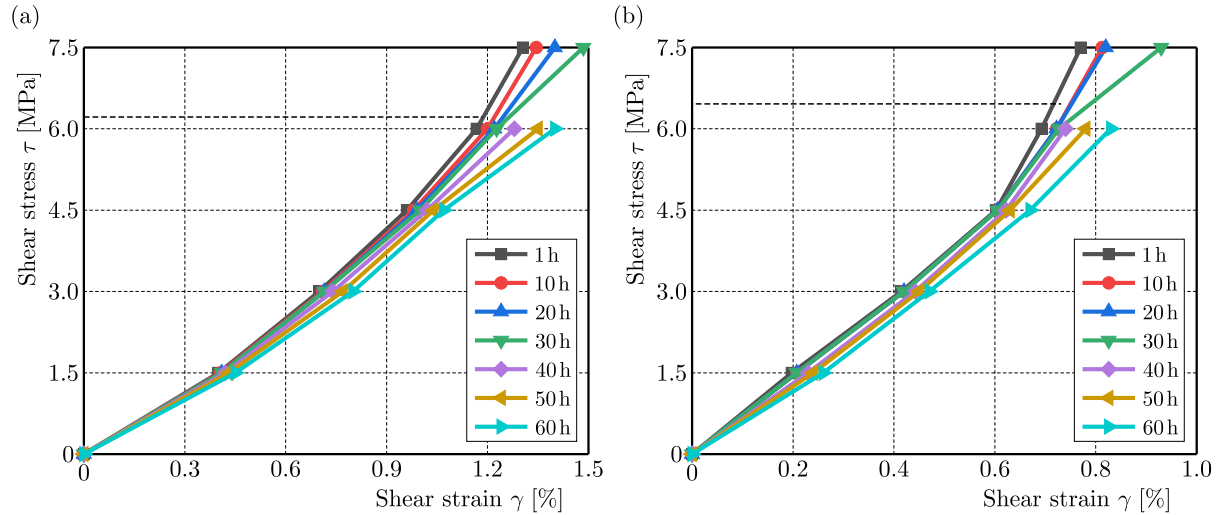 (a)
Shear stress τ [MPa]
7.5
6.0
4.5
3.0
1.5
0
0
0.3
0.6
0.9
1.2
1.5
Shear strain γ [%]
1 h
10 h
20 h
30 h
40 h
50 h
60 h
(b)
Shear stress τ [MPa]
7.5
6.0
4.5
3.0
1.5
0
0
0.2
0.4
0.6
0.8
1.0
Shear strain γ [%]
1 h
10 h
20 h
30 h
40 h
50 h
60 h